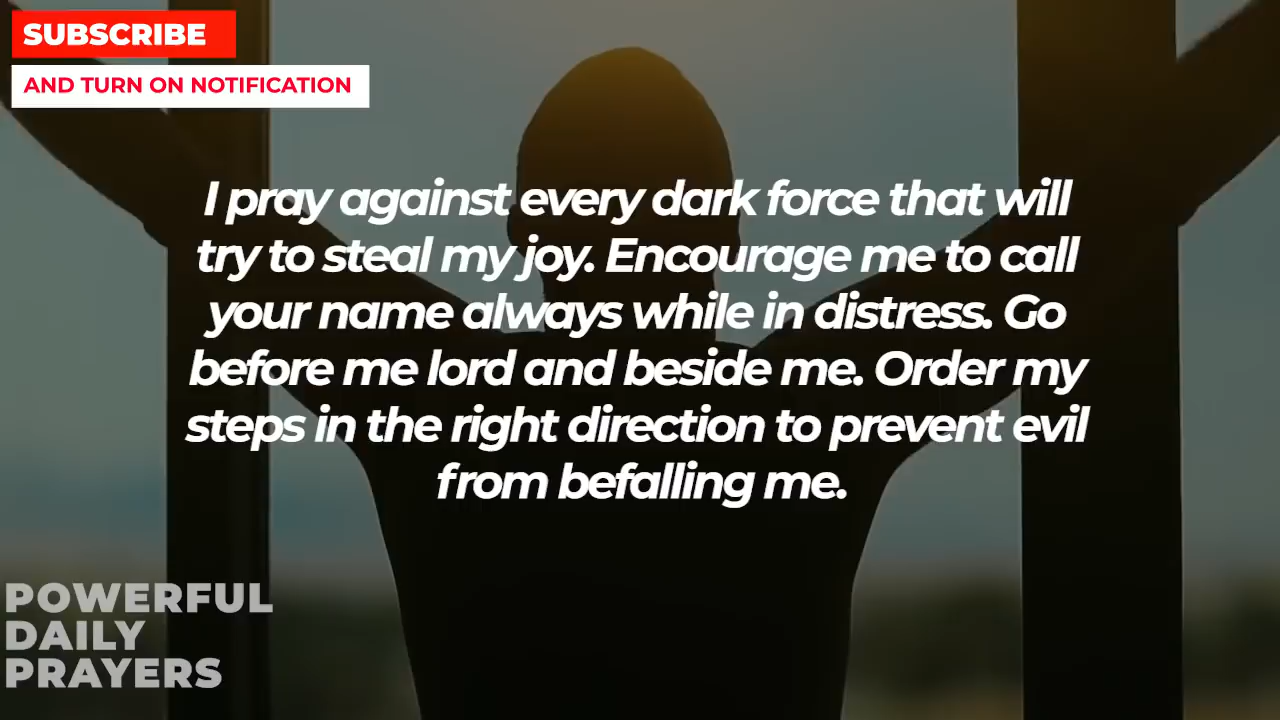 SUBSCRIBE
AND TURN ON NOTIFICATION
I pray against every dark force that will
try to steal my joy. Encourage me to call
your name always while in distress. Go
before me lord and beside me. Order my
steps in the right direction to prevent evil
from befalling me.
POWERFUL
DAILY
PRAYERS